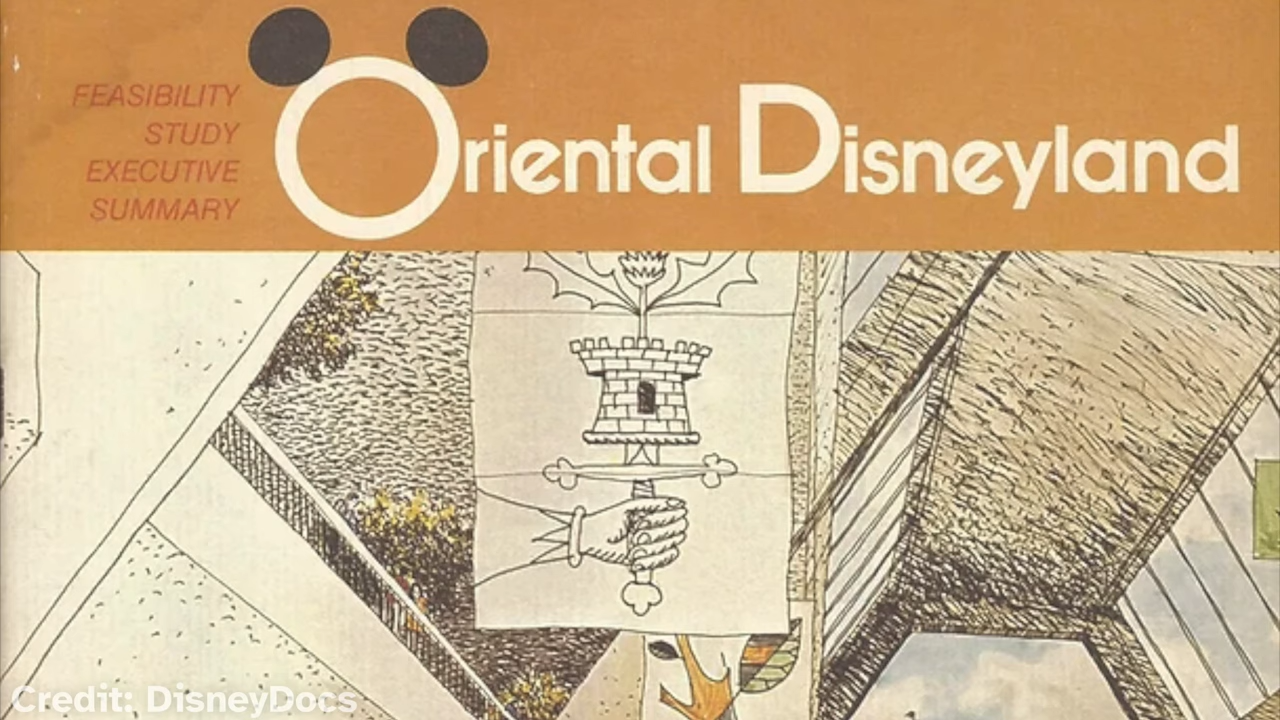 FEASIBILITY
STUDY
EXECUTIVE
SUMMARY
Oriental Disneyland
Credit: DisneyDocs